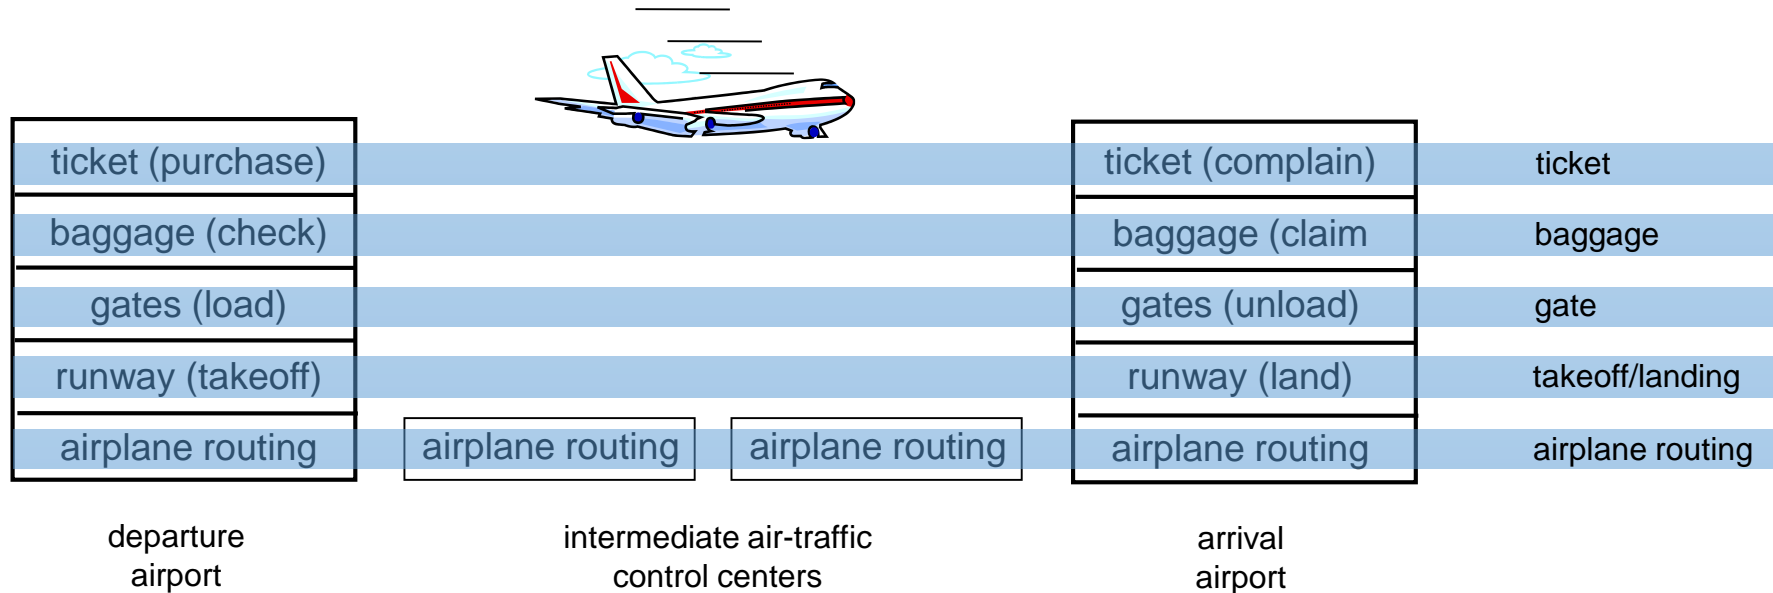 ticket (purchase) ticket (complain) ticket
baggage (check) baggage (claim baggage
gates (load) gates (unload) gate
runway (takeoff) runway (land) takeoff/landing
airplane routing airplane routing airplane routing airplane routing airplane routing
departure
airport
intermediate air-traffic
control centers
arrival
airport